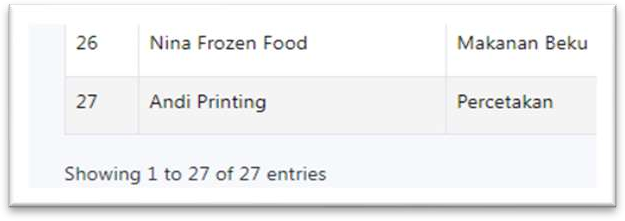 26 Nina Frozen Food Makanan Beku
27 Andi Printing Percetakan
Showing 1 to 27 of 27 entries